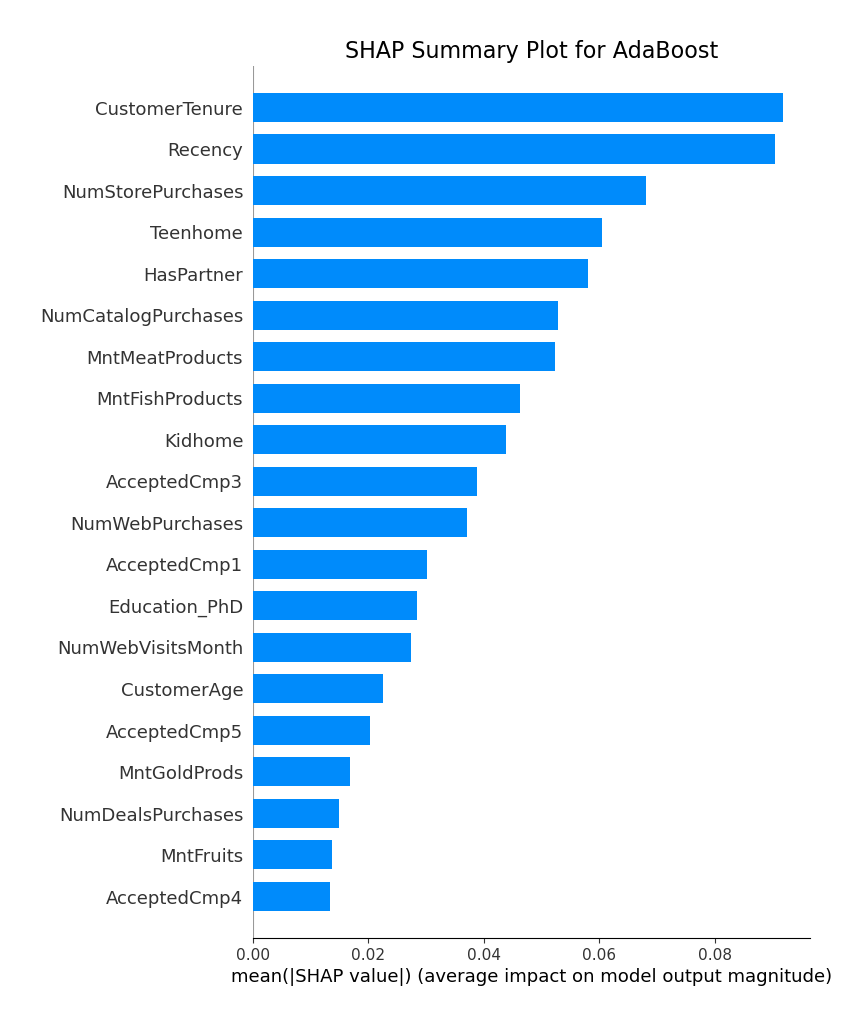 SHAP Summary Plot for AdaBoost
CustomerTenure
Recency
NumStorePurchases
Teenhome
HasPartner
NumCatalogPurchases
MntMeatProducts
MntFishProducts
Kidhome
AcceptedCmp3
NumWebPurchases
AcceptedCmp1
Education_PhD
NumWebVisitsMonth
CustomerAge
AcceptedCmp5
MntGoldProds
NumDealsPurchases
MntFruits
AcceptedCmp4
0.00 0.02 0.04 0.06 0.08
mean(|SHAP value|) (average impact on model output magnitude)